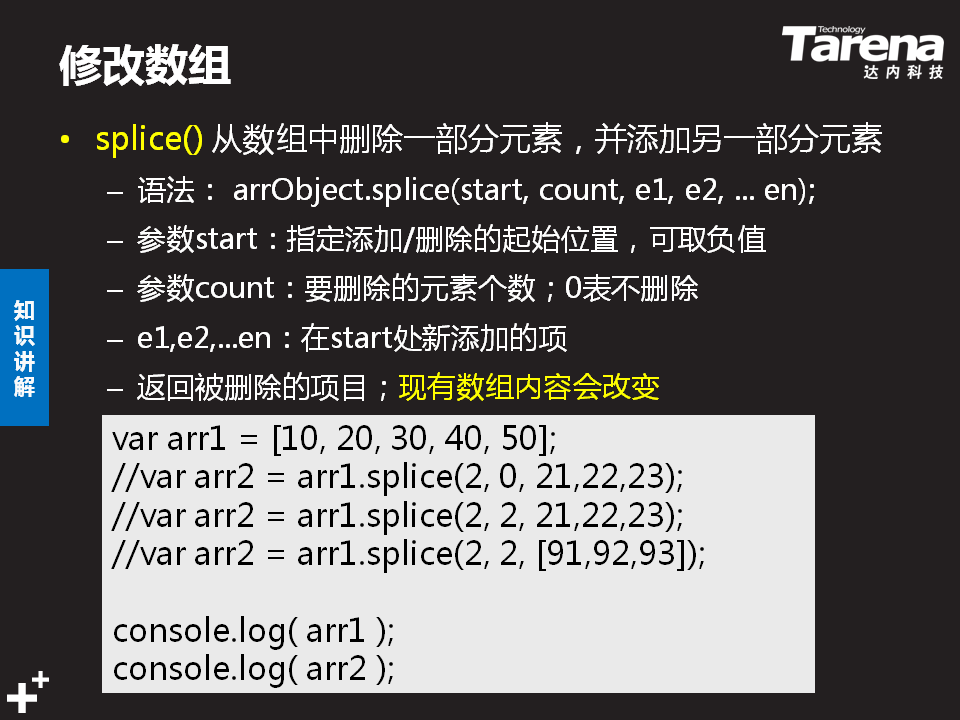 修改数组
Technology
Tarena
达内科技
• splice() 从数组中删除一部分元素，并添加另一部分元素
– 语法： arrObject.splice(start, count, e1, e2, ... en);
– 参数start：指定添加/删除的起始位置，可取负值
– 参数count：要删除的元素个数；0表不删除
– e1,e2,...en：在start处新添加的项
– 返回被删除的项目；现有数组内容会改变
知识讲解
var arr1 = [10, 20, 30, 40, 50];
//var arr2 = arr1.splice(2, 0, 21,22,23);
//var arr2 = arr1.splice(2, 2, 21,22,23);
//var arr2 = arr1.splice(2, 2, [91,92,93]);
console.log( arr1 );
console.log( arr2 );